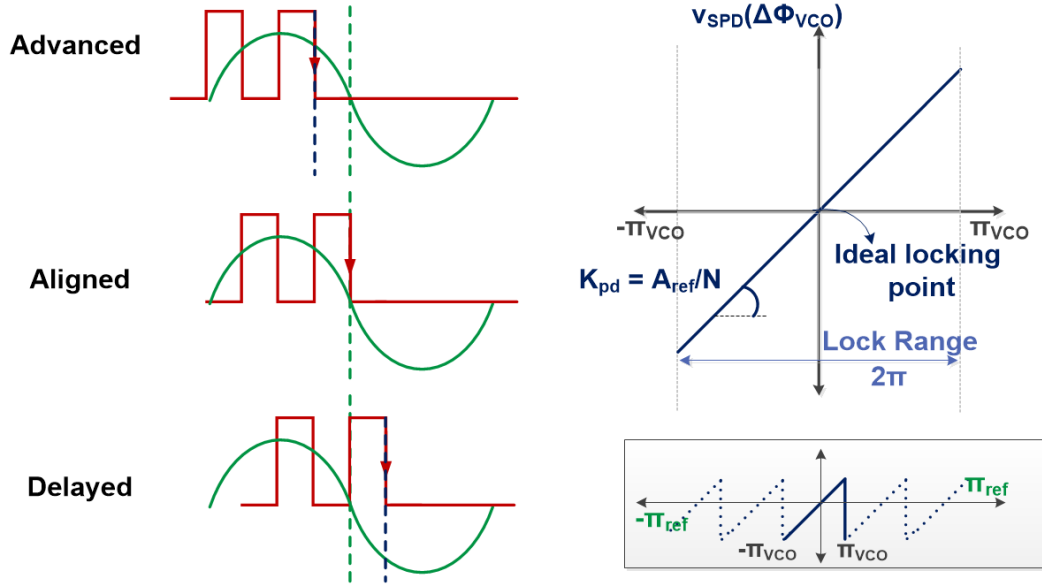 Advanced
Aligned
Delayed
vSPD(ΔΦVCO)
-πVCO
πVCO
Ideal locking
point
Kpd = Aref/N
Lock Range
2π
-πref
πref
-πVCO
πVCO